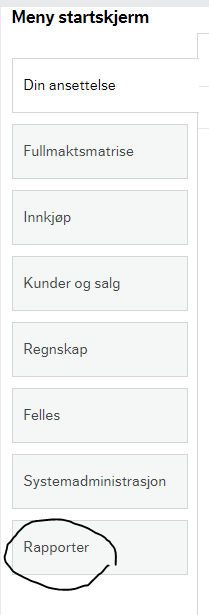 Meny startskjerm
Din ansettelse
Fullmaktsmatrise
Innkjøp
Kunder og salg
Regnskap
Felles
Systemadministrasjon
Rapporter